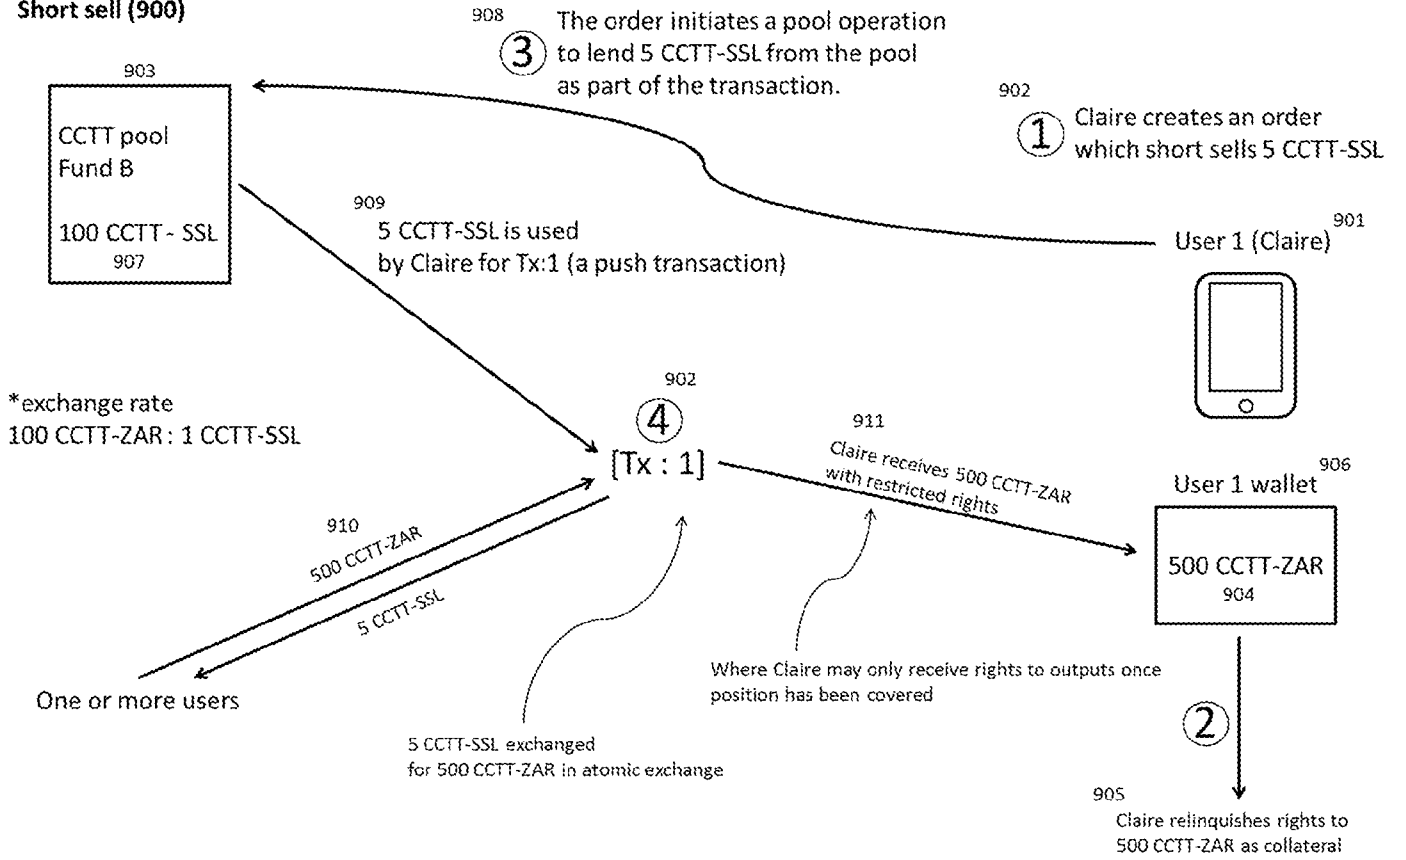 Short sell (900)
908
3
The order initiates a pool operation
to lend 5 CCTT-SSL from the pool
as part of the transaction.
902
1
Claire creates an order
which short sells 5 CCTT-SSL
903
CCTT pool
Fund B
100 CCTT - SSL
907
909
5 CCTT-SSL is used
by Claire for Tx:1 (a push transaction)
901
User 1 (Claire)
*exchange rate
100 CCTT-ZAR : 1 CCTT-SSL
902
4
[Tx : 1]
911
Claire receives 500 CCTT-ZAR
with restricted rights
906
User 1 wallet
500 CCTT-ZAR
904
910
500 CCTT-ZAR
5 CCTT-SSL
One or more users
Where Claire may only receive rights to outputs once
position has been covered
5 CCTT-SSL exchanged
for 500 CCTT-ZAR in atomic exchange
2
905
Claire relinquishes rights to
500 CCTT-ZAR as collateral